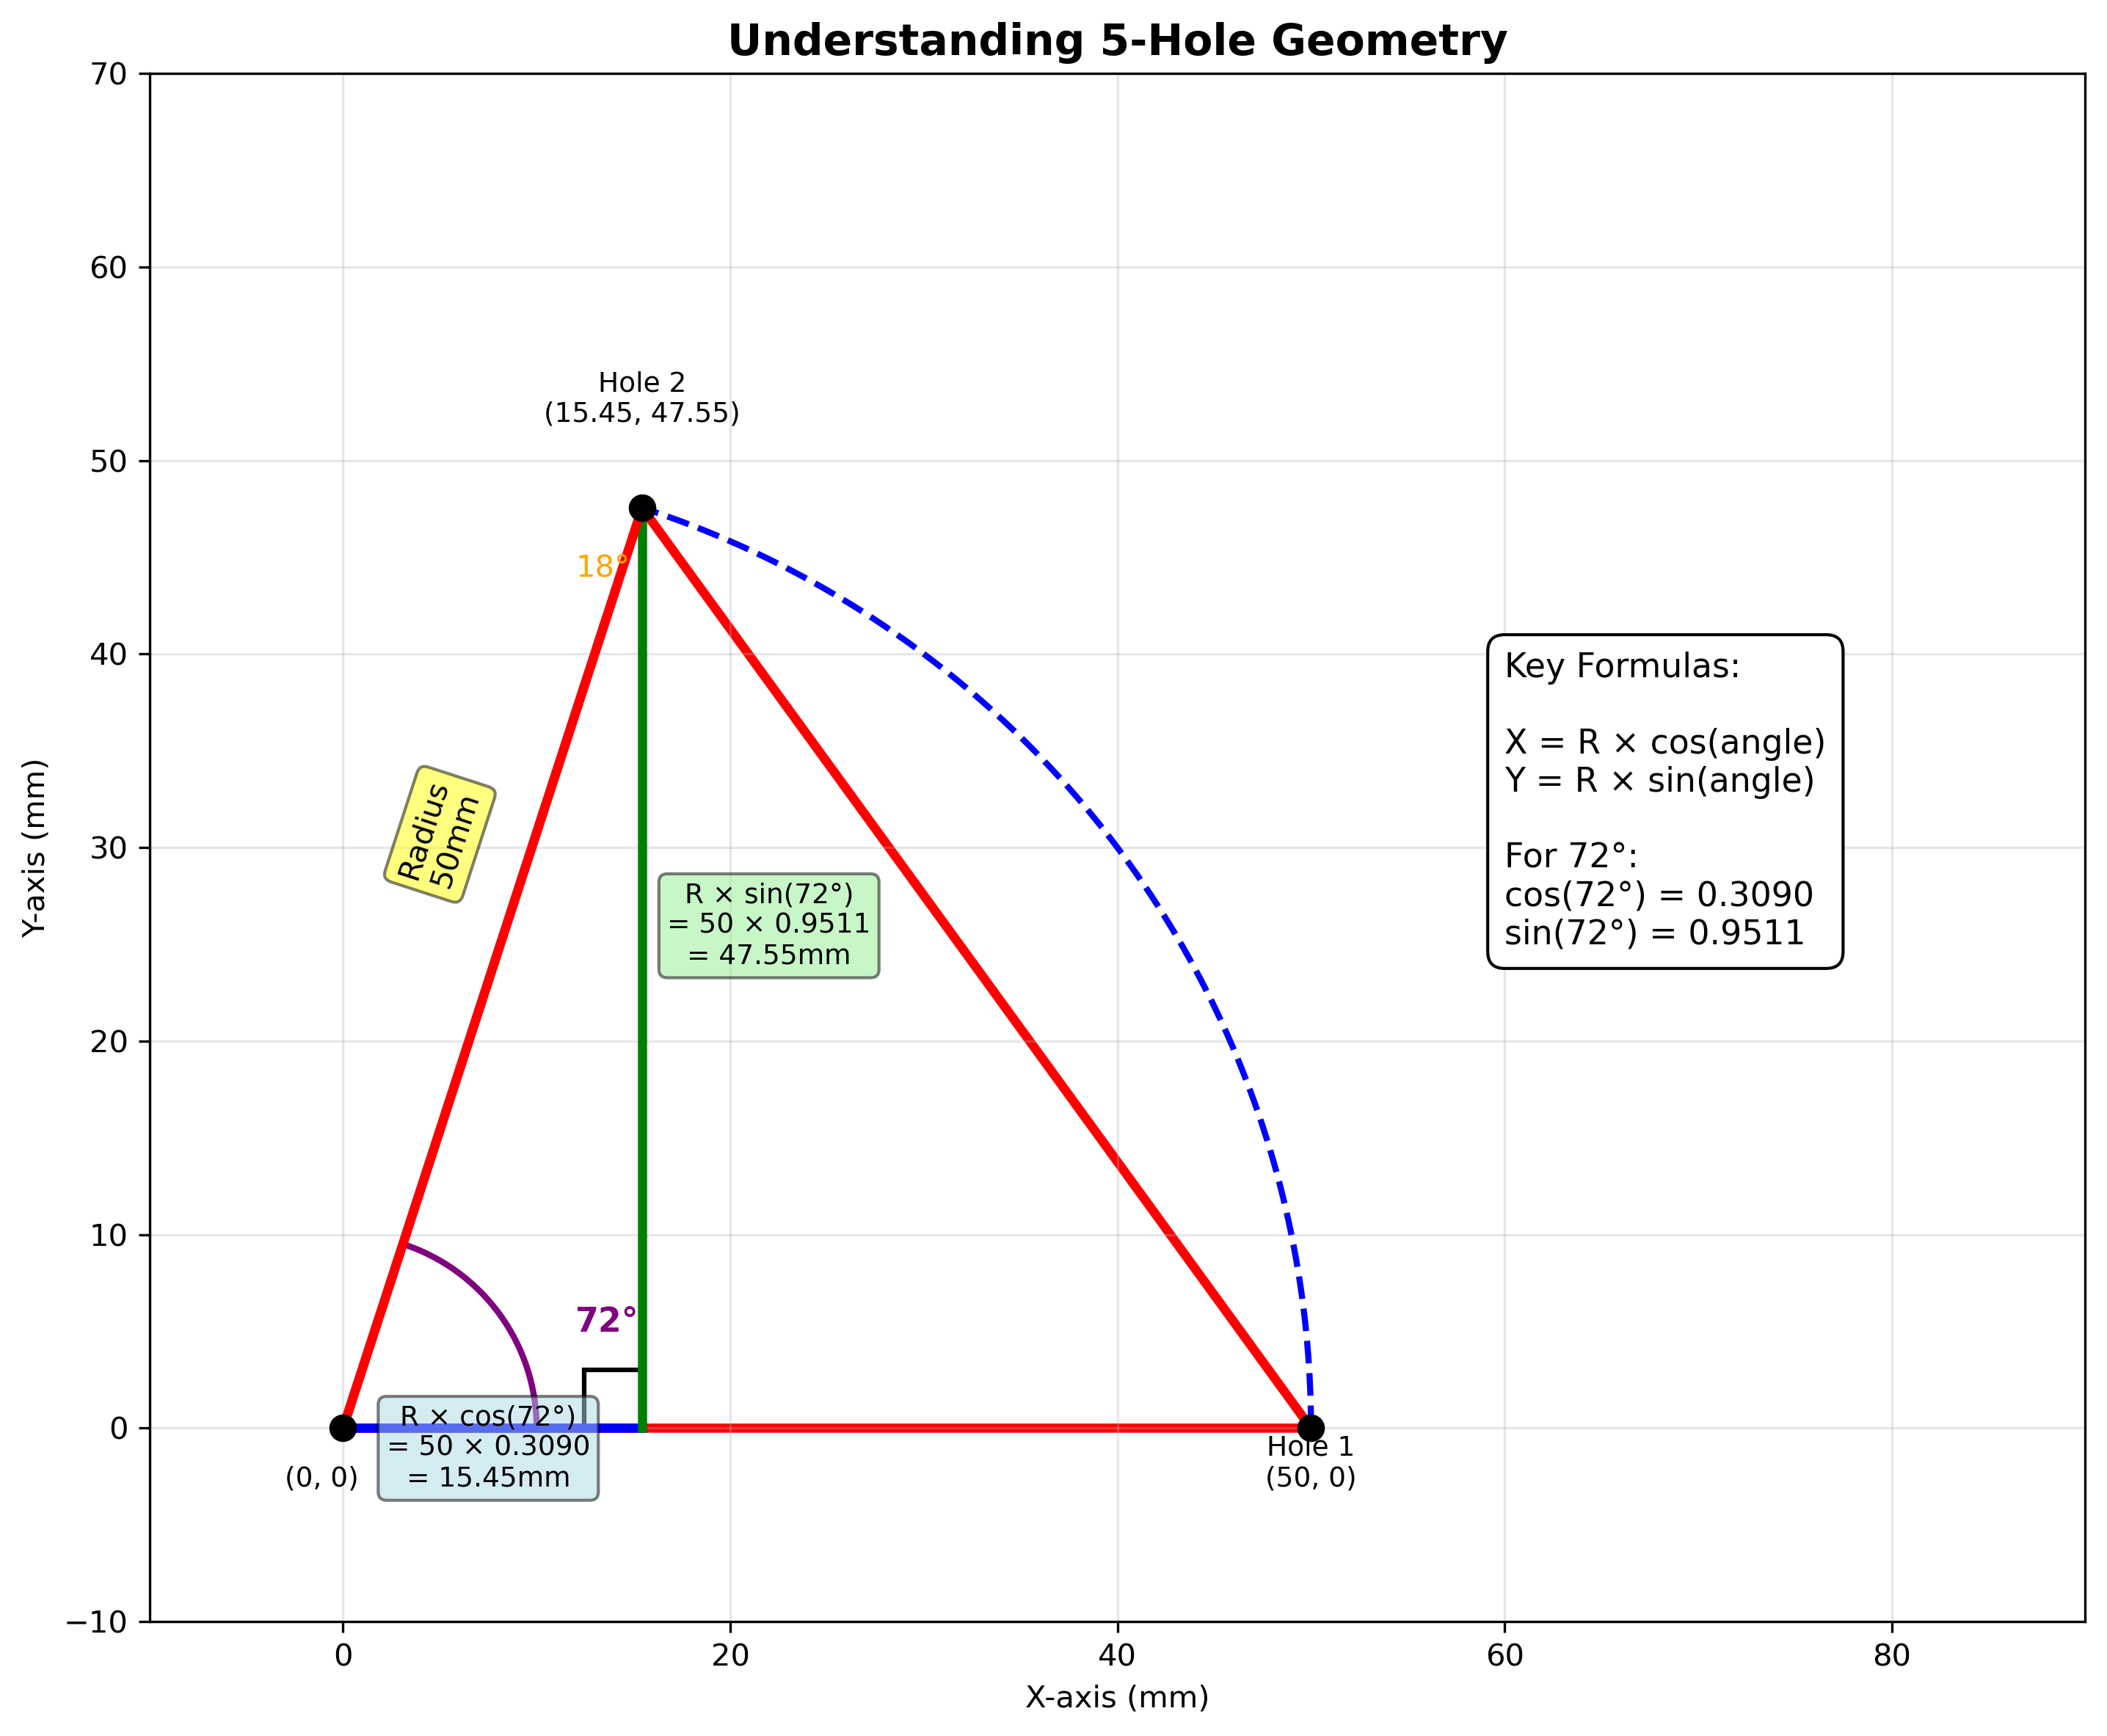 Understanding 5-Hole Geometry
70
60
50
40
30
20
10
0
−10
Y-axis (mm)
Hole 2
(15.45, 47.55)
18°
Radius
50mm
R × sin(72°)
= 50 × 0.9511
= 47.55mm
Key Formulas:
X = R × cos(angle)
Y = R × sin(angle)
For 72°:
cos(72°) = 0.3090
sin(72°) = 0.9511
72°
R × cos(72°)
= 50 × 0.3090
= 15.45mm
(0, 0)
Hole 1
(50, 0)
0
20
40
60
80
X-axis (mm)